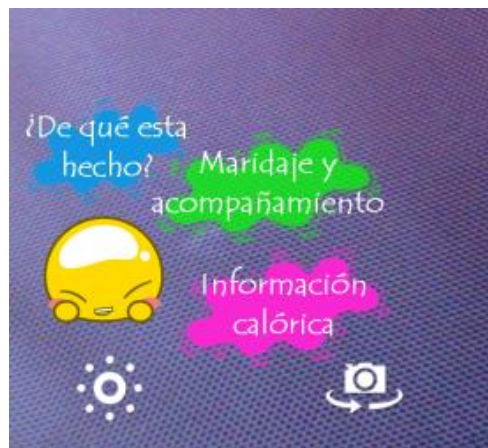 ¿De qué esta
hecho?
Maridaje y
acompañamiento
Información
calórica